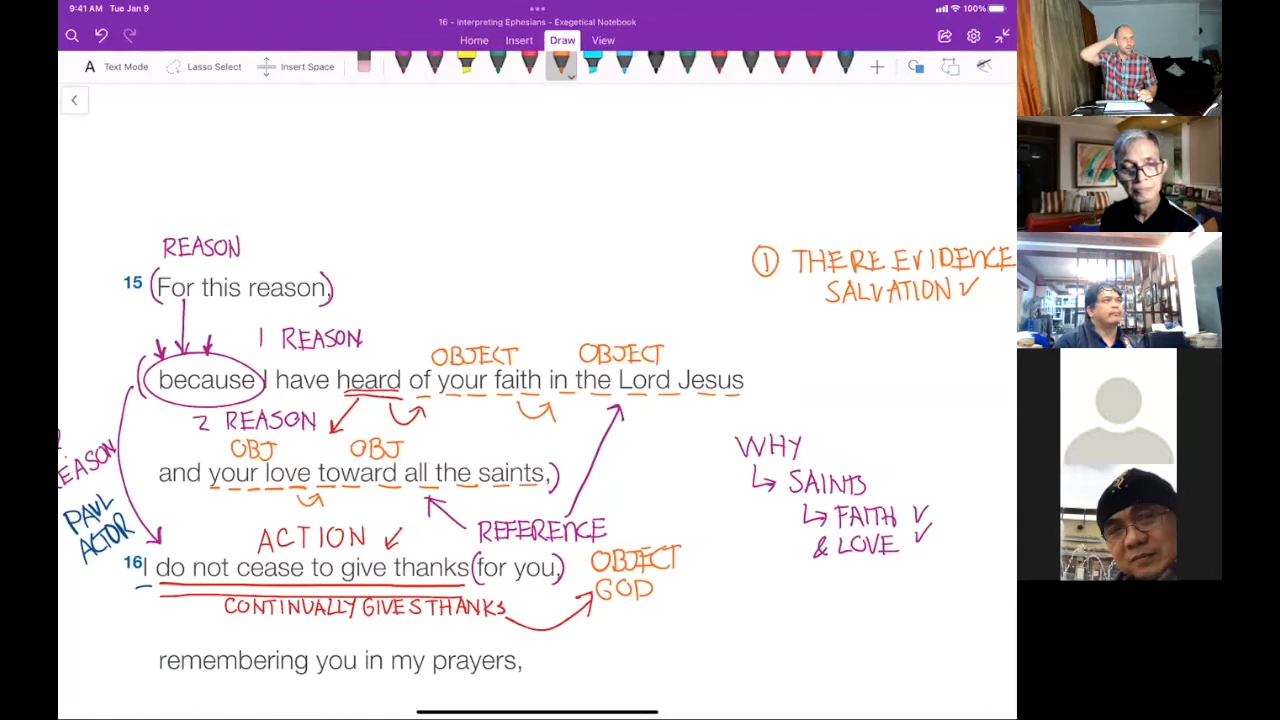 9:41 AM Tue Jan 9
100%
16 - Interpreting Ephesians - Exegetical Notebook
Home Insert Draw View
A Text Mode Lasso Select Insert Space
REASON
15 (For this reason,)
1 REASON
OBJECT OBJECT
(because I have heard of your faith in the Lord Jesus
2 REASON
OBJ OBJ
and your love toward all the saints,)
REFERENCE
ACTION
16 I do not cease to give thanks (for you,)
CONTINUALLY GIVES THANKS
OBJECT
GOD
remembering you in my prayers,
PAUL
ACTOR
① THERE EVIDENCE
SALVATION ✓
WHY
↳ SAINTS
↳ FAITH ✓
& LOVE ✓